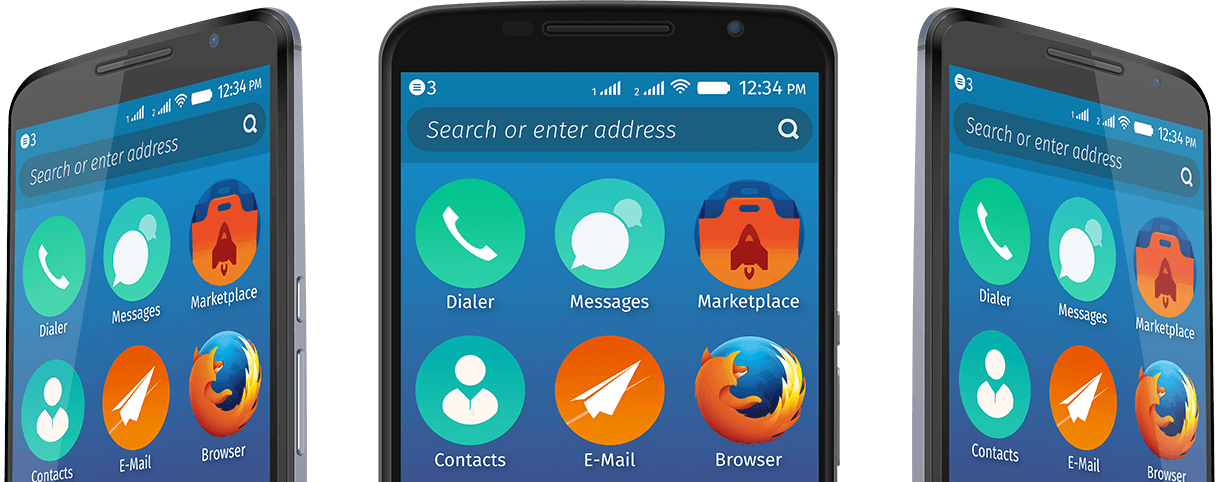 3 1 2 12:34 PM
Search or enter address
Dialer Messages Marketplace
Contacts E-Mail Browser
3 1 2 12:34 PM
Search or enter address
Dialer Messages Marketplace
Contacts E-Mail Browser
3 1 2 12:34 PM
Search or enter address
Dialer Messages Marketplace
Contacts E-Mail Browser